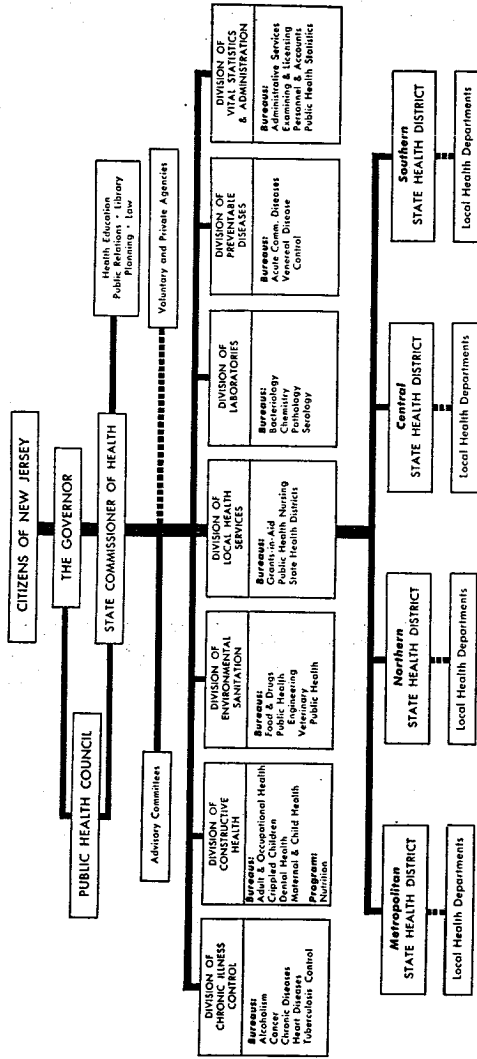 CITIZENS OF NEW JERSEY
THE GOVERNOR
PUBLIC HEALTH COUNCIL
STATE COMMISSIONER OF HEALTH
Health Education
Public Relations • Library
Planning • Law
Advisory Committees
Voluntary and Private Agencies
DIVISION OF
CHRONIC ILLNESS
CONTROL
Bureaus:
Alcoholism
Cancer
Chronic Diseases
Heart Diseases
Tuberculosis Control
DIVISION OF
CONSTRUCTIVE
HEALTH
Bureaus:
Adult & Occupational Health
Crippled Children
Dental Health
Maternal & Child Health
Program:
Nutrition
DIVISION OF
ENVIRONMENTAL
SANITATION
Bureaus:
Food & Drugs
Public Health
Engineering
Veterinary
Public Health
DIVISION OF
LOCAL HEALTH
SERVICES
Bureaus:
Grants-in-Aid
Public Health Nursing
State Health Districts
DIVISION OF
LABORATORIES
Bureaus:
Bacteriology
Chemistry
Pathology
Serology
DIVISION OF
PREVENTABLE
DISEASES
Bureaus:
Acute Comm. Diseases
Venereal Disease
Control
DIVISION OF
VITAL STATISTICS
& ADMINISTRATION
Bureaus:
Administrative Services
Examining & Licensing
Personnel & Accounts
Public Health Statistics
Metropolitan
STATE HEALTH DISTRICT
Local Health Departments
Northern
STATE HEALTH DISTRICT
Local Health Departments
Central
STATE HEALTH DISTRICT
Local Health Departments
Southern
STATE HEALTH DISTRICT
Local Health Departments